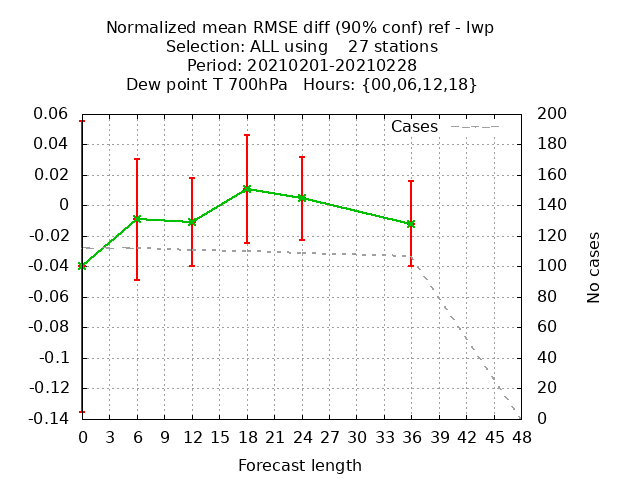 Normalized mean RMSE diff (90% conf) ref - lwp
Selection: ALL using    27 stations
Period: 20210201-20210228
Dew point T 700hPa   Hours: {00,06,12,18}
Cases
0.06
0.04
0.02
0
-0.02
-0.04
-0.06
-0.08
-0.1
-0.12
-0.14
200
180
160
140
120
100
80
60
40
20
0
No cases
0 3 6 9 12 15 18 21 24 27 30 33 36 39 42 45 48
Forecast length